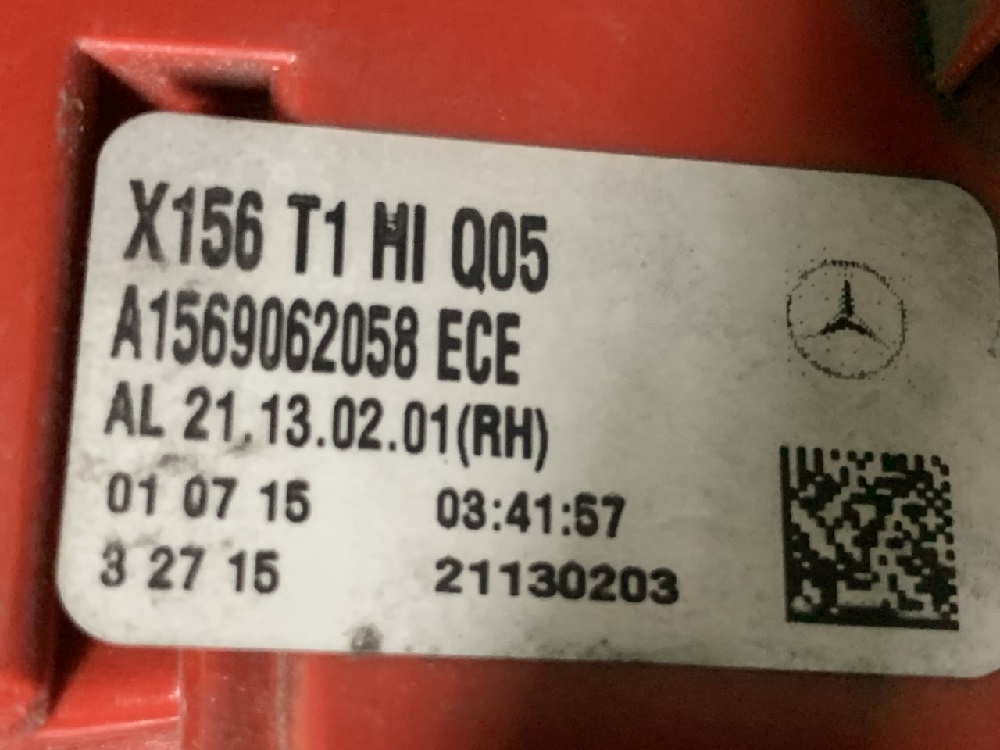 X156 T1 HI Q05
A1569062058 ECE
AL 21.13.02.01(RH)
01 07 15 03:41:57
3 27 15 21130203